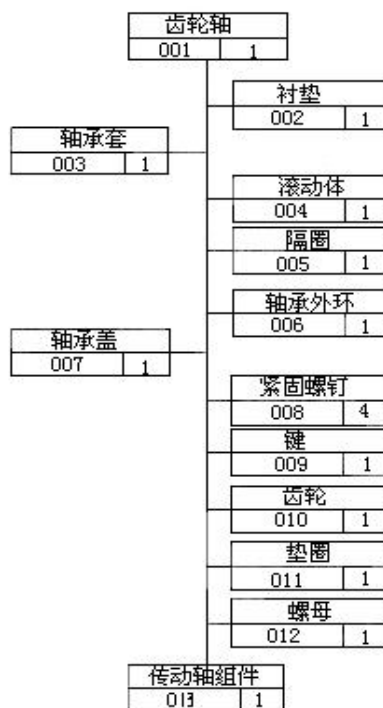 齿轮轴
001 1
衬垫
002 1
轴承套
003 1
滚动体
004 1
隔圈
005 1
轴承外环
006 1
轴承盖
007 1
紧固螺钉
008 4
键
009 1
齿轮
010 1
垫圈
011 1
螺母
012 1
传动轴组件
013 1